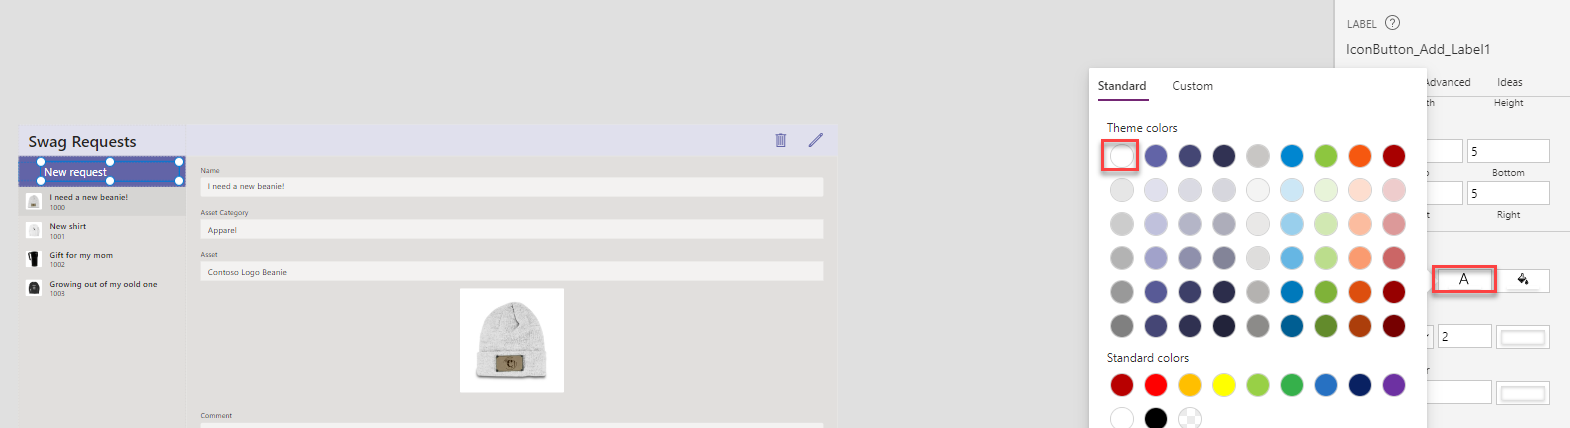 LABEL ?
IconButton_Add_Label1
Advanced Ideas
Height
5
Bottom
5
Right
A
2
Standard Custom
Theme colors
Standard colors
Swag Requests
New request
I need a new beanie!
1000
New shirt
1001
Gift for my mom
1002
Growing out of my oold one
1003
Name
I need a new beanie!
Asset Category
Apparel
Asset
Contoso Logo Beanie
Comment